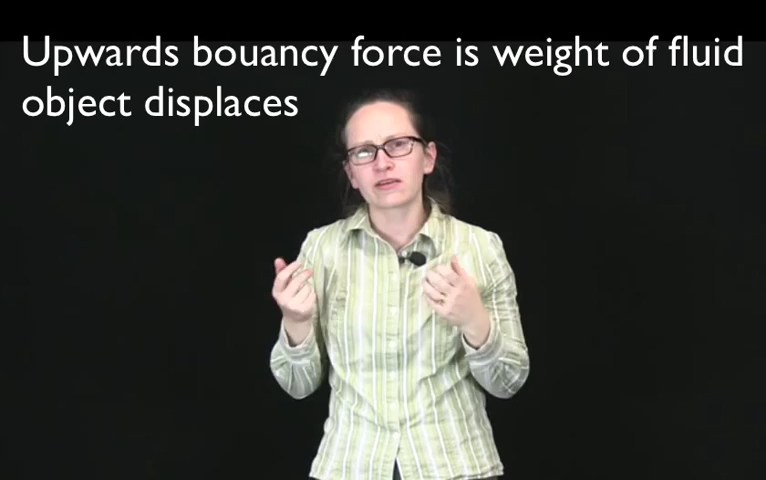 Upwards bouancy force is weight of fluid
object displaces